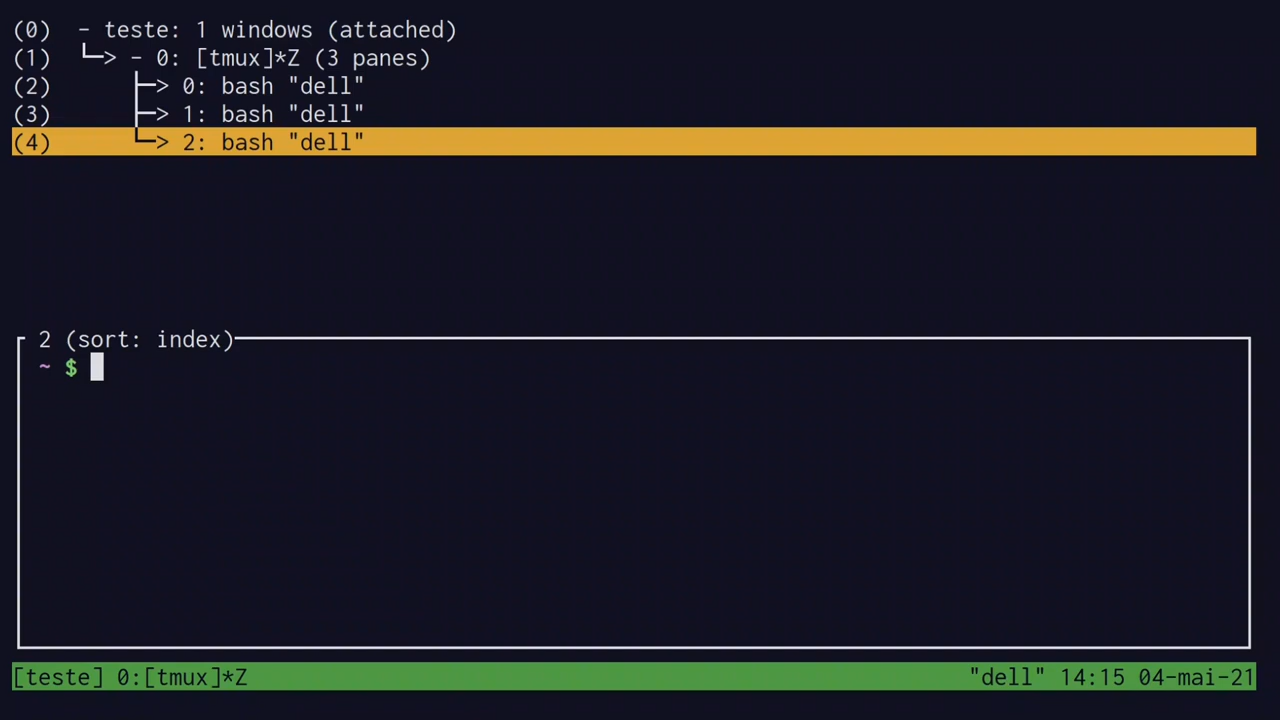 (0) - teste: 1 windows (attached)
(1) └─> - 0: [tmux]*Z (3 panes)
(2) ├─> 0: bash "dell"
(3) ├─> 1: bash "dell"
(4) └─> 2: bash "dell"
2 (sort: index)
~ $
[teste] 0:[tmux]*Z "dell" 14:15 04-mai-21